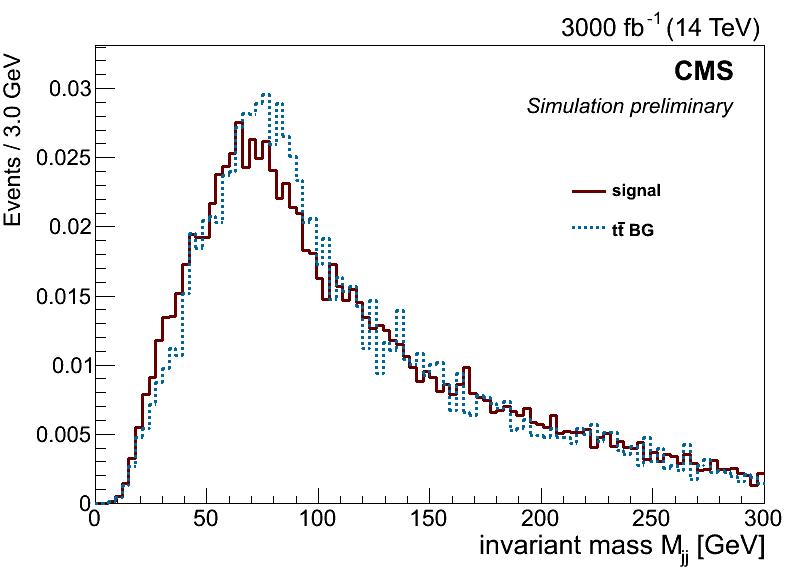 3000 fb⁻¹ (14 TeV)
CMS
Simulation preliminary
signal
tt̄ BG
Events / 3.0 GeV
0.03
0.025
0.02
0.015
0.01
0.005
0
0 50 100 150 200 250 300
invariant mass Mjj [GeV]